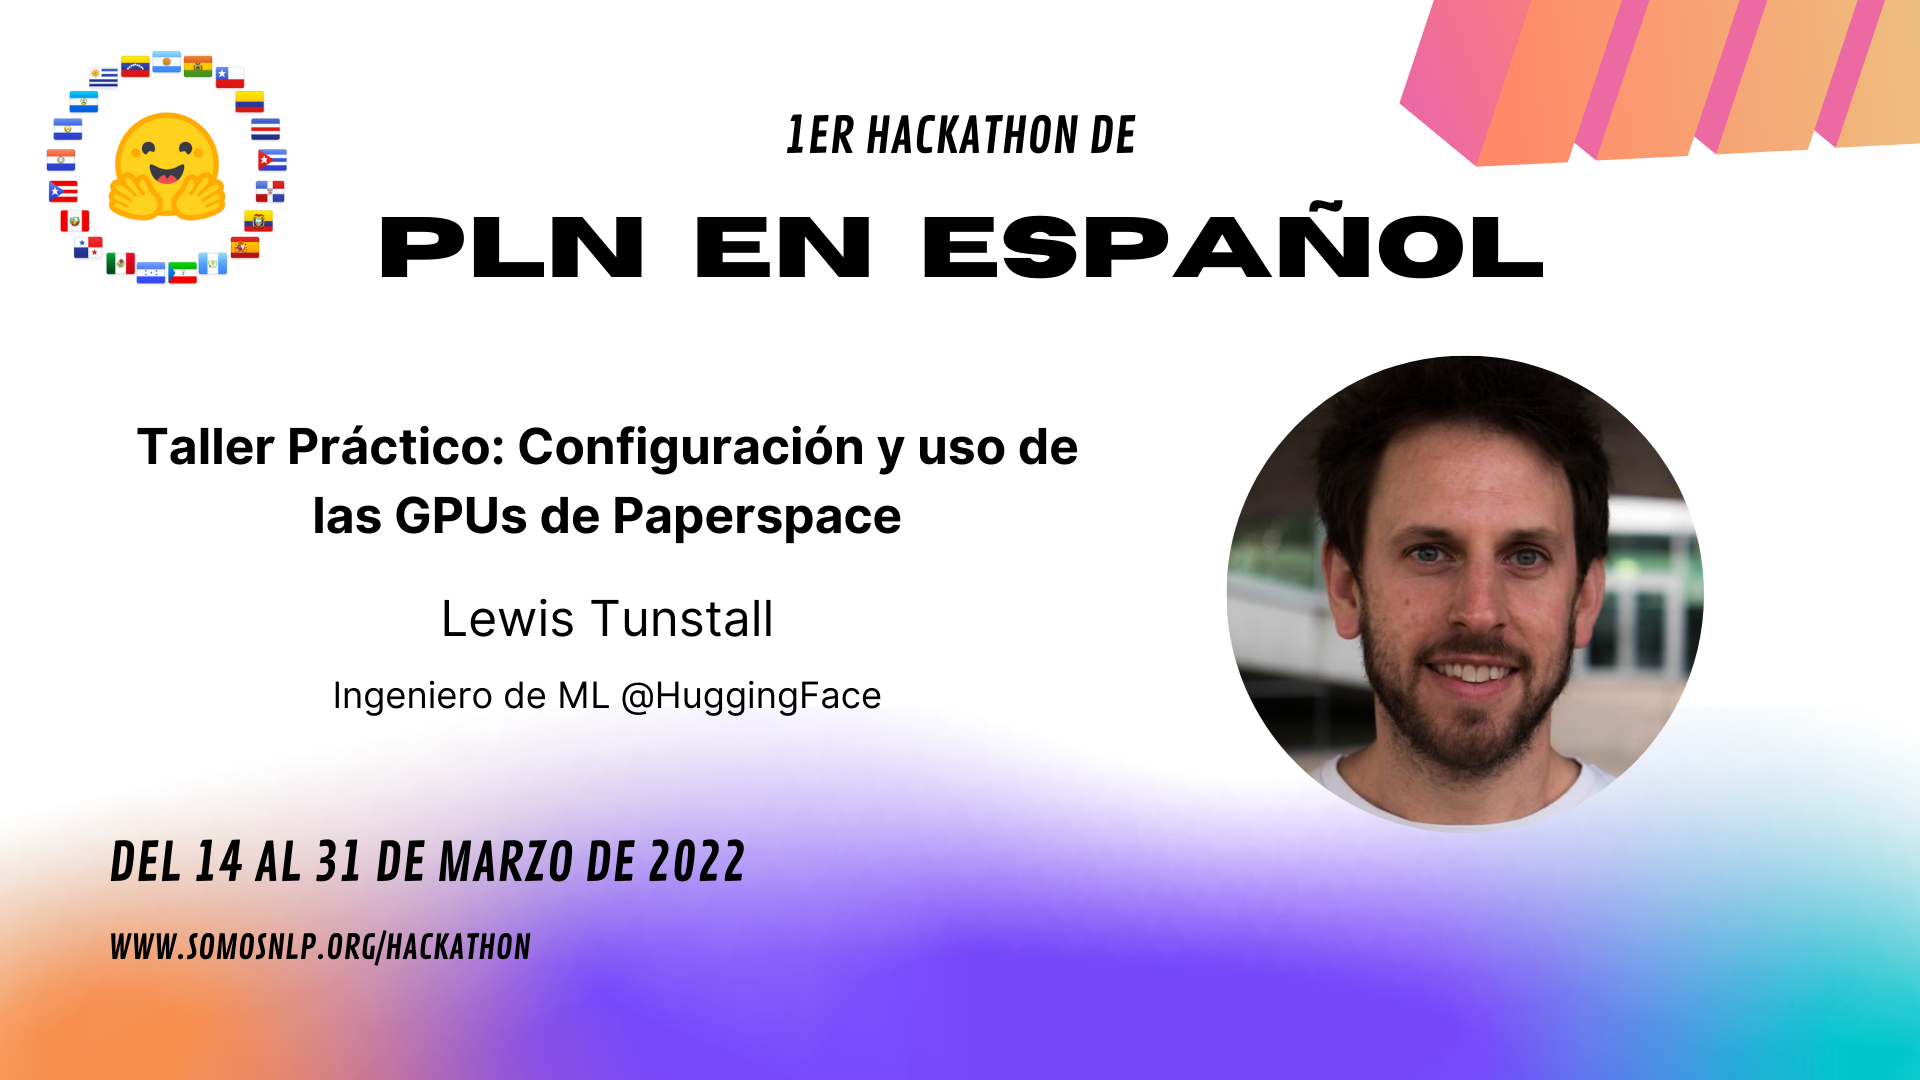 1ER HACKATHON DE
PLN EN ESPAÑOL
Taller Práctico: Configuración y uso de
las GPUs de Paperspace
Lewis Tunstall
Ingeniero de ML @HuggingFace
DEL 14 AL 31 DE MARZO DE 2022
WWW.SOMOSNLP.ORG/HACKATHON